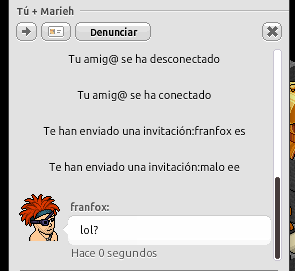 Tú + Marieh
Denunciar
Tu amig@ se ha desconectado
Tu amig@ se ha conectado
Te han enviado una invitación:franfox es
Te han enviado una invitación:malo ee
franfox:
lol?
Hace 0 segundos